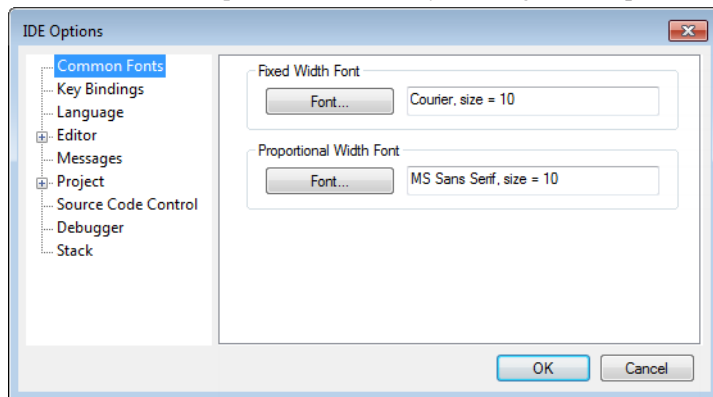 IDE Options
Common Fonts
Key Bindings
Language
Editor
Messages
Project
Source Code Control
Debugger
Stack
Fixed Width Font
Font...
Courier, size = 10
Proportional Width Font
Font...
MS Sans Serif, size = 10
OK
Cancel